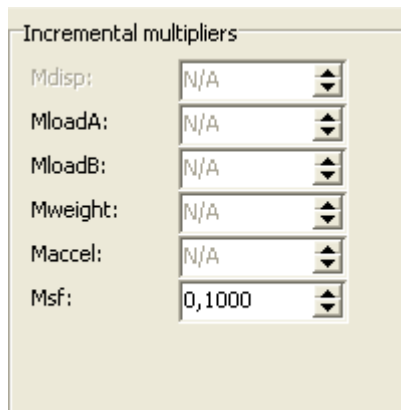 Incremental multipliers
Mdisp: N/A
MloadA: N/A
MloadB: N/A
Mweight: N/A
Maccel: N/A
Msf: 0,1000